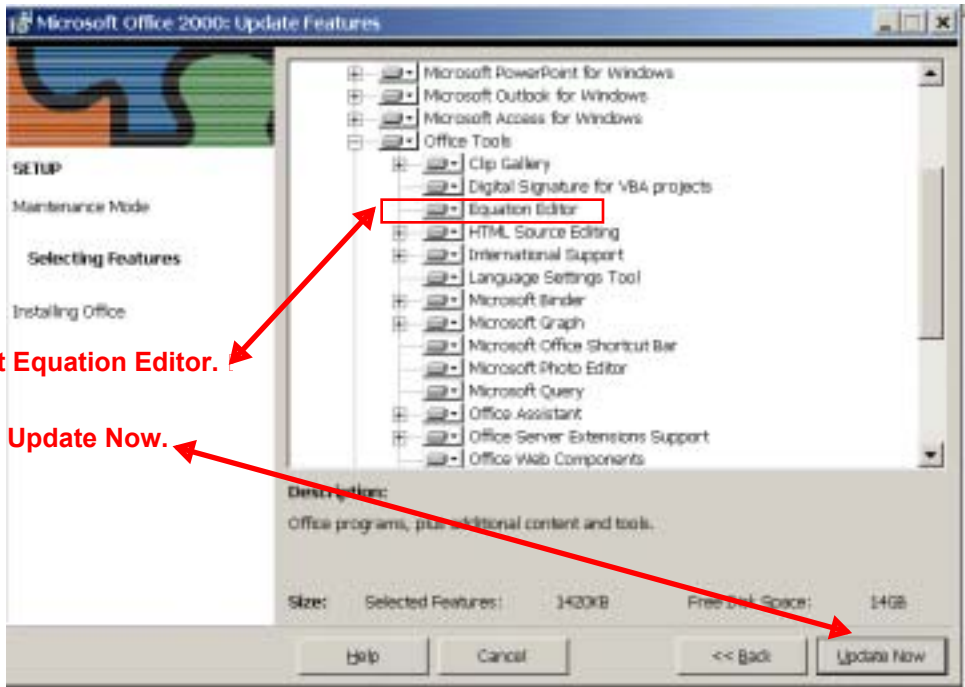 Microsoft Office 2000: Update Features
Microsoft PowerPoint for Windows
Microsoft Outlook for Windows
Microsoft Access for Windows
Office Tools
Clip Gallery
Digital Signature for VBA projects
Equation Editor
HTML Source Editing
International Support
Language Settings Tool
Microsoft Binder
Microsoft Graph
Microsoft Office Shortcut Bar
Microsoft Photo Editor
Microsoft Query
Office Assistant
Office Server Extensions Support
Office Web Components
SETUP
Maintenance Mode
Selecting Features
Installing Office
t Equation Editor.
Update Now.
Description:
Office programs, plus additional content and tools.
Size: Selected Features: 1420KB Free Disk Space: 14GB
Help Cancel << Back Update Now